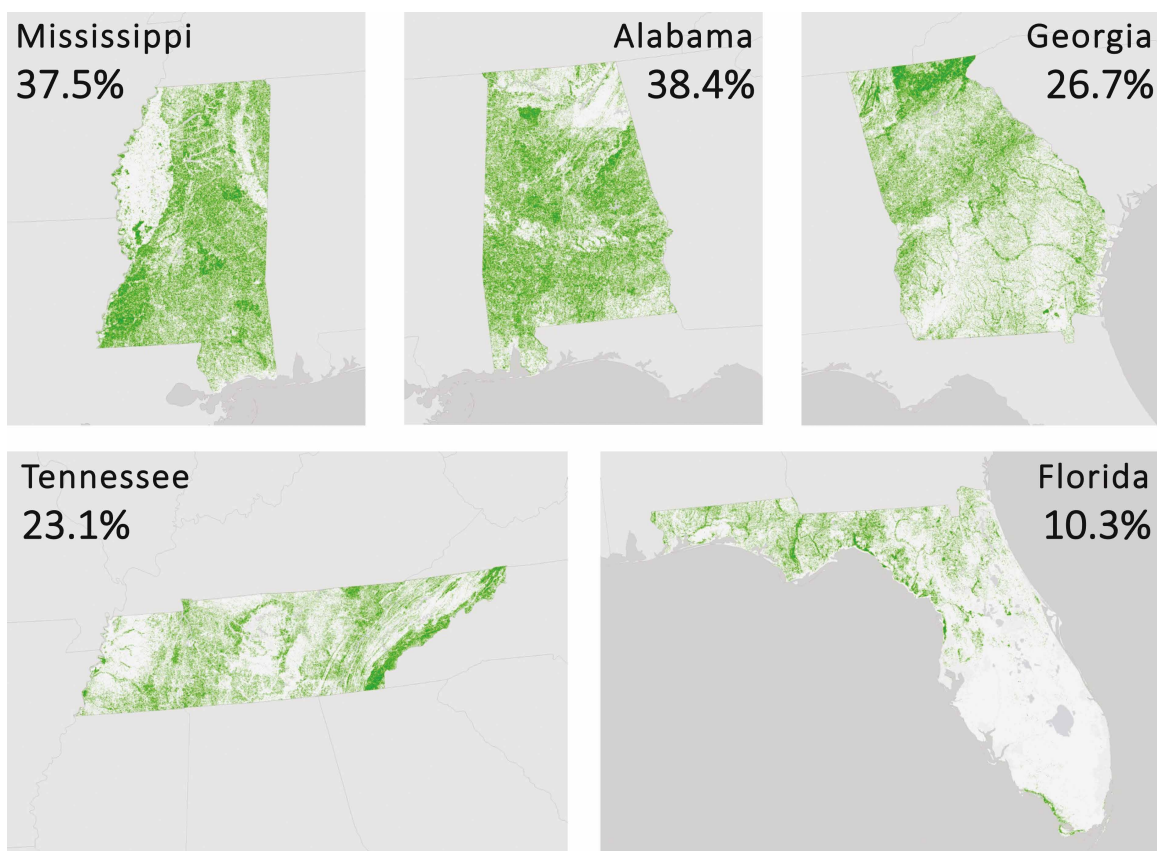 Mississippi
37.5%
Alabama
38.4%
Georgia
26.7%
Tennessee
23.1%
Florida
10.3%